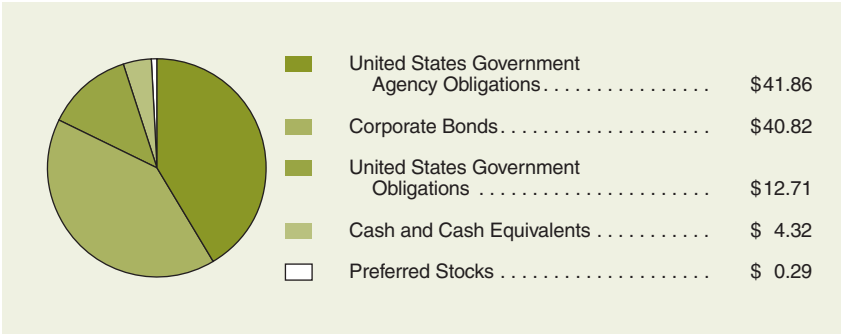 United States Government
Agency Obligations................ $41.86
Corporate Bonds..................... $40.82
United States Government
Obligations ....................... $12.71
Cash and Cash Equivalents ........... $ 4.32
Preferred Stocks ..................... $ 0.29